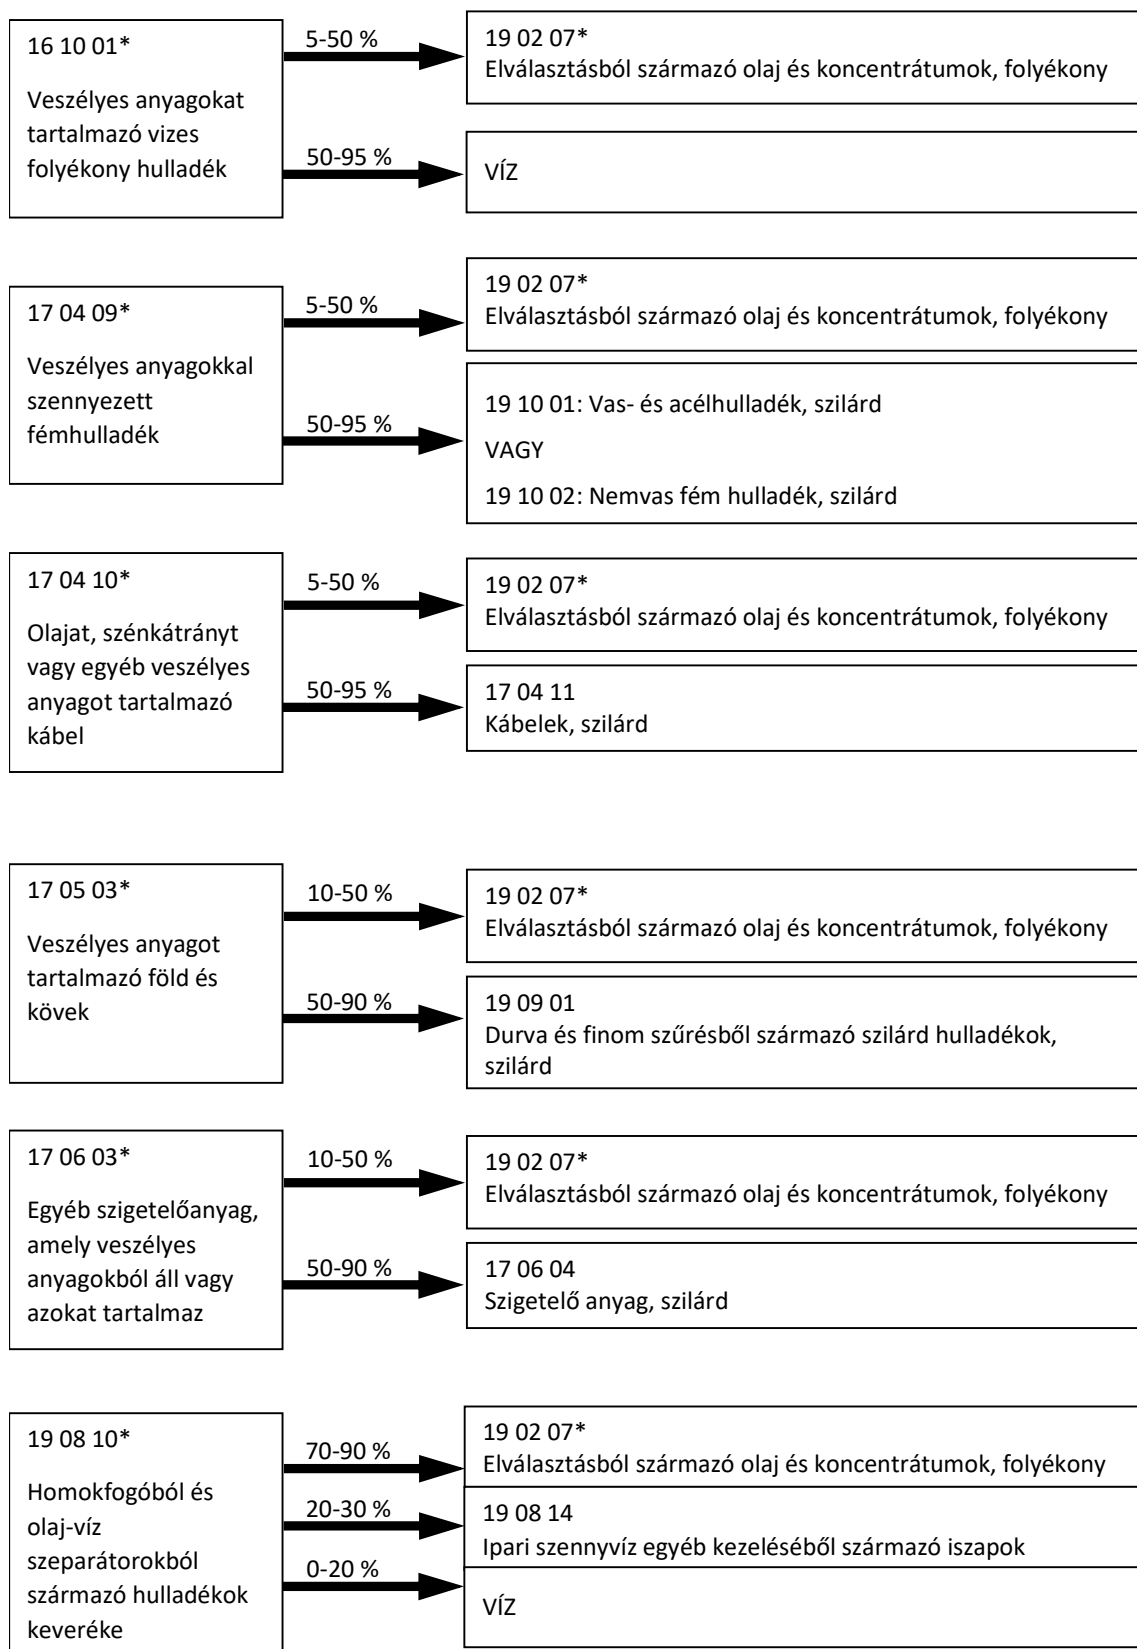 16 10 01*
Veszélyes anyagokat
tartalmazó vizes
folyékony hulladék
5-50 %
19 02 07*
Elválasztásból származó olaj és koncentrátumok, folyékony
50-95 %
VÍZ
17 04 09*
Veszélyes anyagokkal
szennyezett
fémhulladék
5-50 %
19 02 07*
Elválasztásból származó olaj és koncentrátumok, folyékony
50-95 %
19 10 01: Vas- és acélhulladék, szilárd
VAGY
19 10 02: Nemvas fém hulladék, szilárd
17 04 10*
Olajat, szénkátrányt
vagy egyéb veszélyes
anyagot tartalmazó
kábel
5-50 %
19 02 07*
Elválasztásból származó olaj és koncentrátumok, folyékony
50-95 %
17 04 11
Kábelek, szilárd
17 05 03*
Veszélyes anyagot
tartalmazó föld és
kövek
10-50 %
19 02 07*
Elválasztásból származó olaj és koncentrátumok, folyékony
50-90 %
19 09 01
Durva és finom szűrésből származó szilárd hulladékok,
szilárd
17 06 03*
Egyéb szigetelőanyag,
amely veszélyes
anyagokból áll vagy
azokat tartalmaz
10-50 %
19 02 07*
Elválasztásból származó olaj és koncentrátumok, folyékony
50-90 %
17 06 04
Szigetelő anyag, szilárd
19 08 10*
Homokfogóból és
olaj-víz
szeparátorokból
származó hulladékok
keveréke
70-90 %
19 02 07*
Elválasztásból származó olaj és koncentrátumok, folyékony
20-30 %
19 08 14
Ipari szennyvíz egyéb kezeléséből származó iszapok
0-20 %
VÍZ